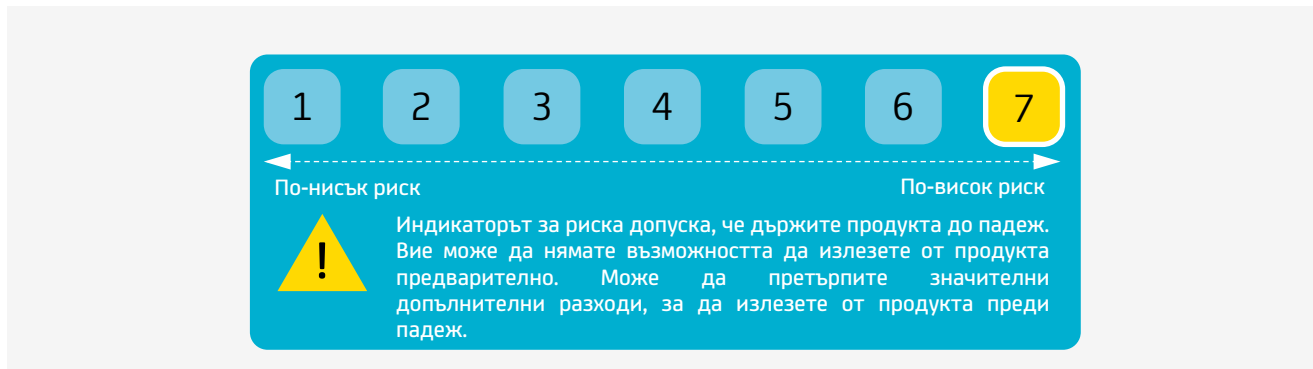 1 2 3 4 5 6 7
По-нисък риск По-висок риск
Индикаторът за риска допуска, че държите продукта до падеж.
Вие може да нямате възможността да излезете от продукта
предварително. Може да претърпите значителни
допълнителни разходи, за да излезете от продукта преди
падеж.
!